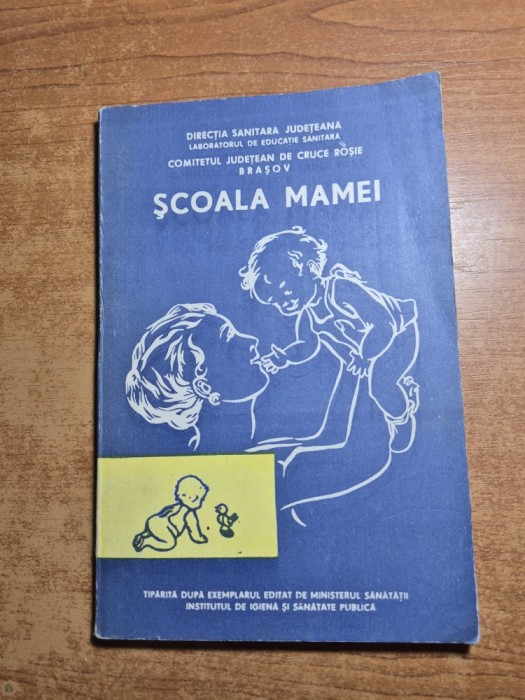 DIRECȚIA SANITARĂ JUDEȚEANĂ
LABORATORUL DE EDUCAȚIE SANITARĂ
COMITETUL JUDEȚEAN DE CRUCE ROȘIE
BRAȘOV
ȘCOALA MAMEI
TIPĂRITĂ DUPĂ EXEMPLARUL EDITAT DE MINISTERUL SĂNĂTĂȚII
INSTITUTUL DE IGIENĂ ȘI SĂNĂTATE PUBLICĂ